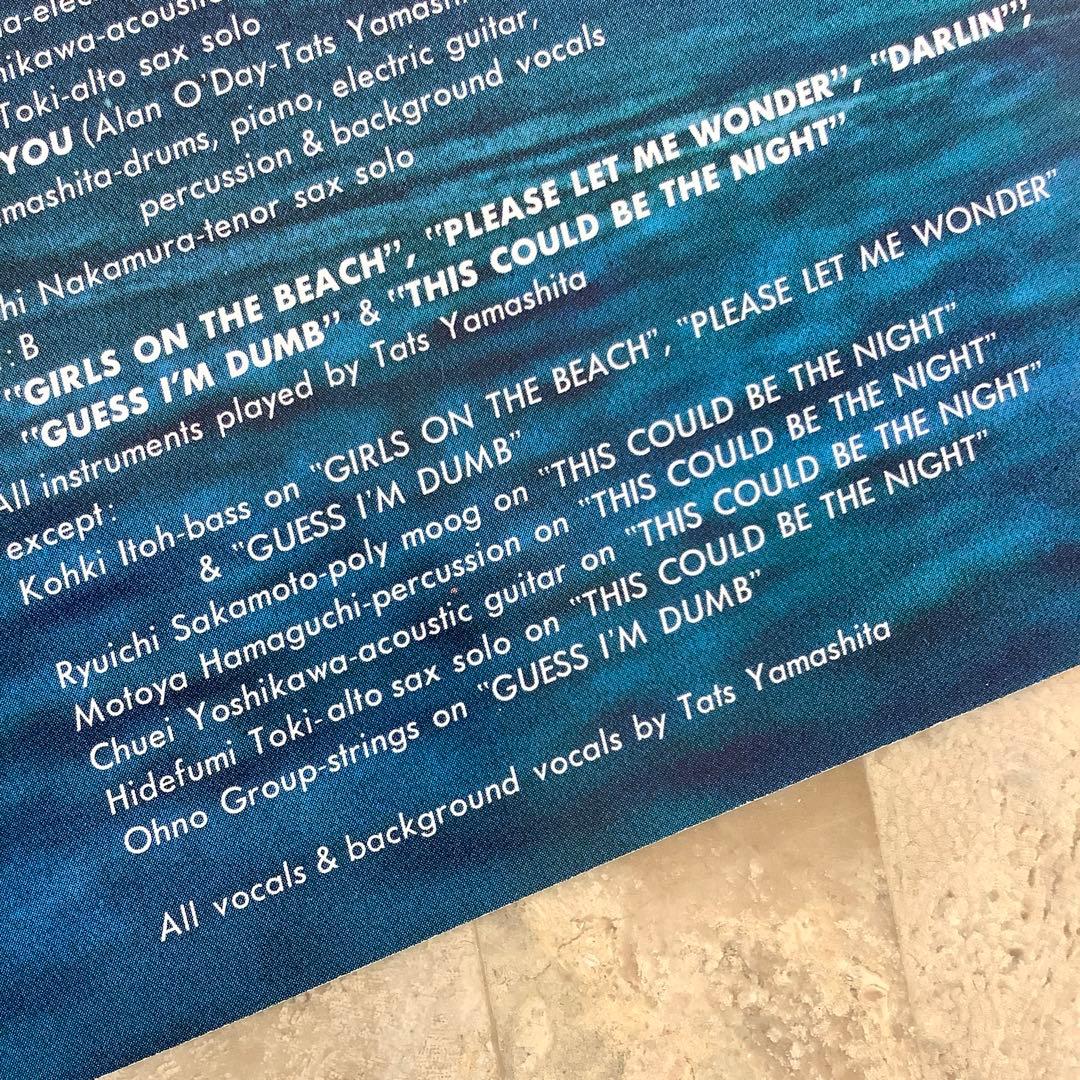 hikawa-acoustic
Toki-alto sax solo
YOU (Alan O'Day-Tats Yamashi
mashita-drums, piano, electric guitar,
percussion & background vocals
hi Nakamura-tenor sax solo
: B
"GIRLS ON THE BEACH", "PLEASE LET ME WONDER", "DARLIN'",
"GUESS I'M DUMB" & "THIS COULD BE THE NIGHT"
All instruments played by Tats Yamashita
except:
Kohki Itoh-bass on "GIRLS ON THE BEACH", "PLEASE LET ME WONDER"
& "GUESS I'M DUMB"
Ryuichi Sakamoto-poly moog on "THIS COULD BE THE NIGHT"
Motoya Hamaguchi-percussion on "THIS COULD BE THE NIGHT"
Chuei Yoshikawa-acoustic guitar on "THIS COULD BE THE NIGHT"
Hidefumi Toki-alto sax solo on "THIS COULD BE THE NIGHT"
Ohno Group-strings on "GUESS I'M DUMB"
All vocals & background vocals by Tats Yamashita